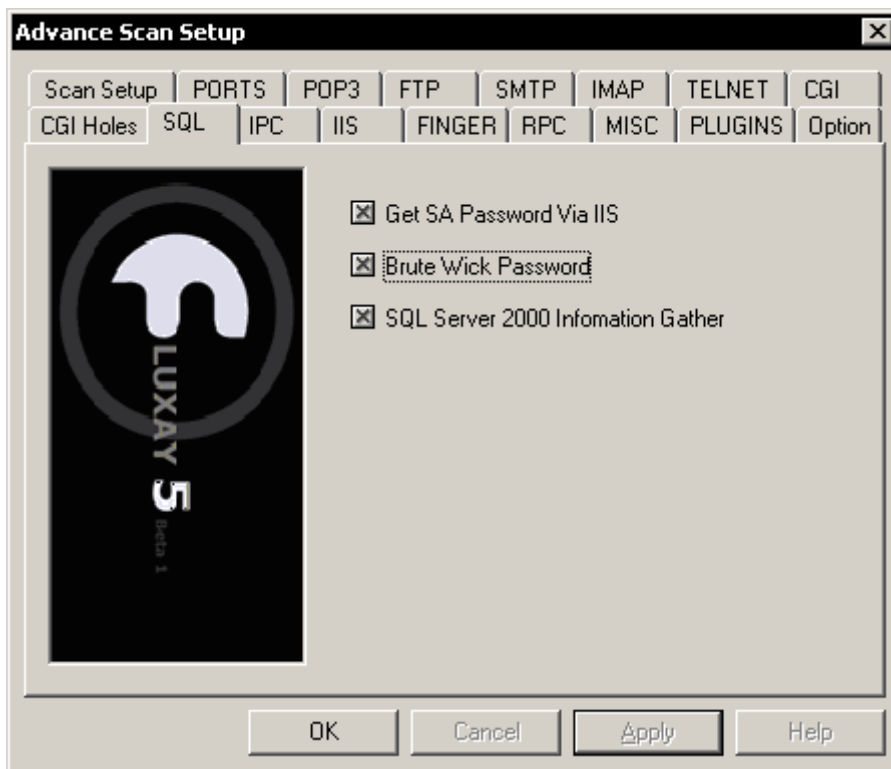 Advance Scan Setup
Scan Setup PORTS POP3 FTP SMTP IMAP TELNET CGI
CGI Holes SQL IPC IIS FINGER RPC MISC PLUGINS Option
Get SA Password Via IIS
Brute Wick Password
SQL Server 2000 Infomation Gather
LUXAY 5 Beta 1
OK Cancel Apply Help